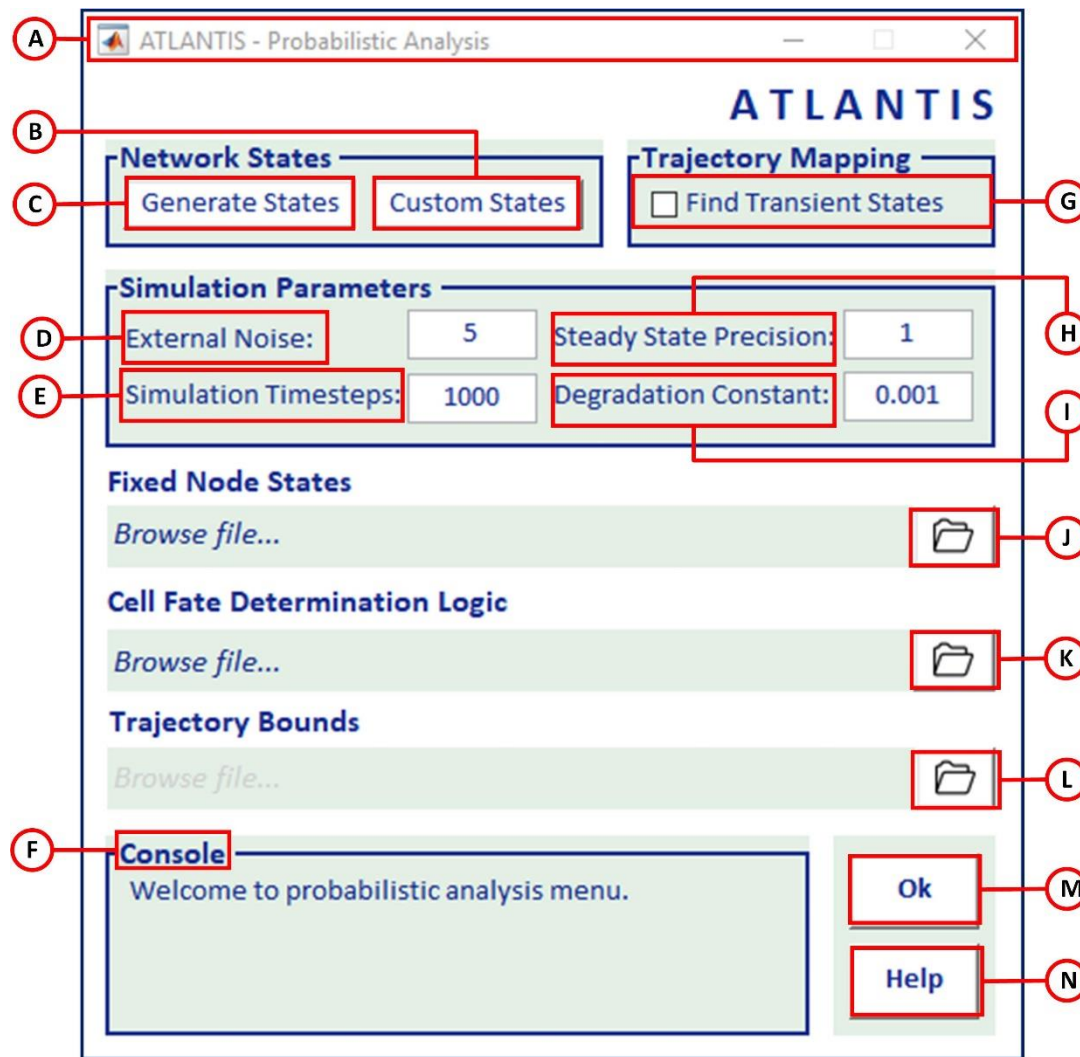 A
ATLANTIS - Probabilistic Analysis
ATLANTIS
B
Network States
Trajectory Mapping
C
Generate States
Custom States
Find Transient States
G
Simulation Parameters
D
External Noise:
5
Steady State Precision:
1
H
E
Simulation Timesteps:
1000
Degradation Constant:
0.001
I
Fixed Node States
Browse file...
J
Cell Fate Determination Logic
Browse file...
K
Trajectory Bounds
Browse file...
L
F
Console
Welcome to probabilistic analysis menu.
Ok
M
Help
N